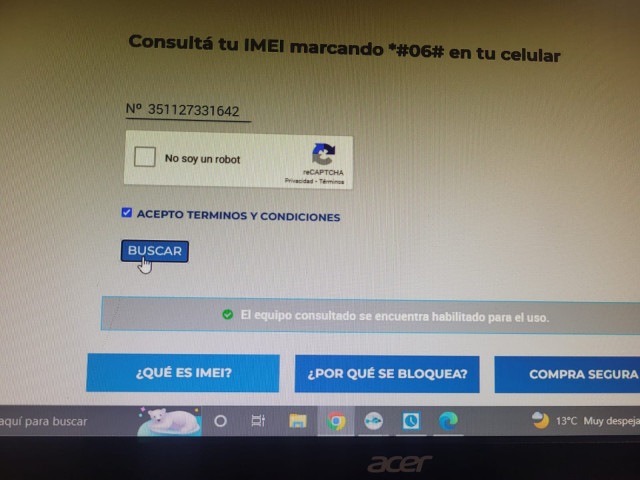 Consultá tu IMEI marcando *#06# en tu celular
Nº 351127331642
No soy un robot
reCAPTCHA
Privacidad - Términos
ACEPTO TERMINOS Y CONDICIONES
BUSCAR
El equipo consultado se encuentra habilitado para el uso.
¿QUÉ ES IMEI?
¿POR QUÉ SE BLOQUEA?
COMPRA SEGURA
aquí para buscar
13°C Muy despeja
acer